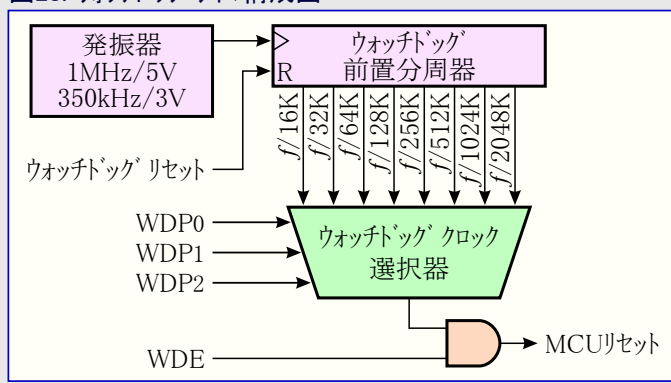 発振器
1MHz/5V
350kHz/3V
ウォッチドッグ
前置分周器
R
f/16K
f/32K
f/64K
f/128K
f/256K
f/512K
f/1024K
f/2048K
ウォッチドッグ リセット
WDP0
WDP1
WDP2
ウォッチドッグ クロック
選択器
WDE
MCUリセット